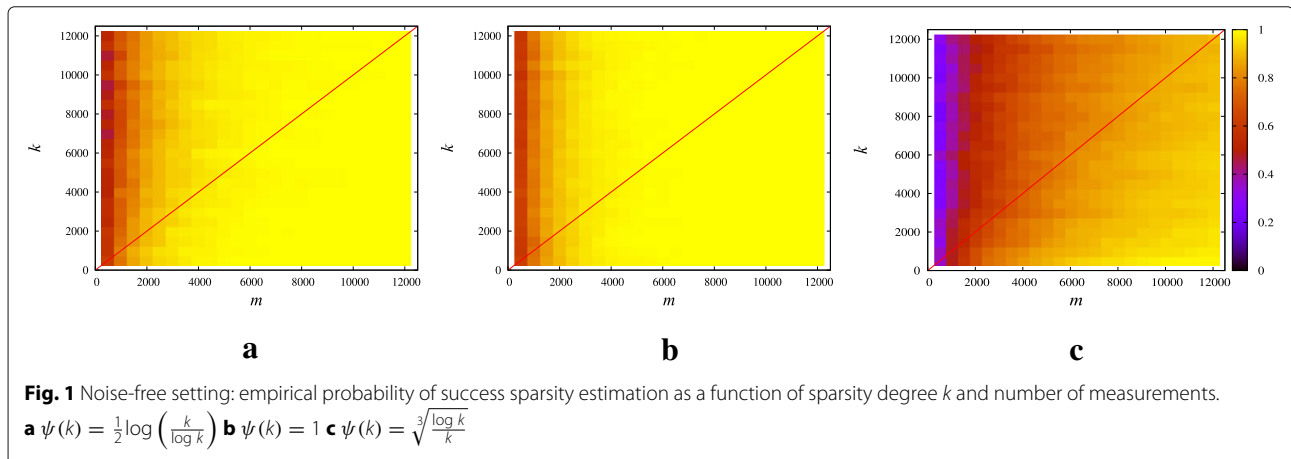 12000
10000
8000
6000
4000
2000
0
k
0 2000 4000 6000 8000 10000 12000
m
a
12000
10000
8000
6000
4000
2000
0
k
0 2000 4000 6000 8000 10000 12000
m
b
12000
10000
8000
6000
4000
2000
0
k
0 2000 4000 6000 8000 10000 12000
m
1
0.8
0.6
0.4
0.2
0
c
Fig. 1 Noise-free setting: empirical probability of success sparsity estimation as a function of sparsity degree k and number of measurements.
a ψ(k) = 1/2 log (k / log k) b ψ(k) = 1 c ψ(k) = ∛(log k / k)